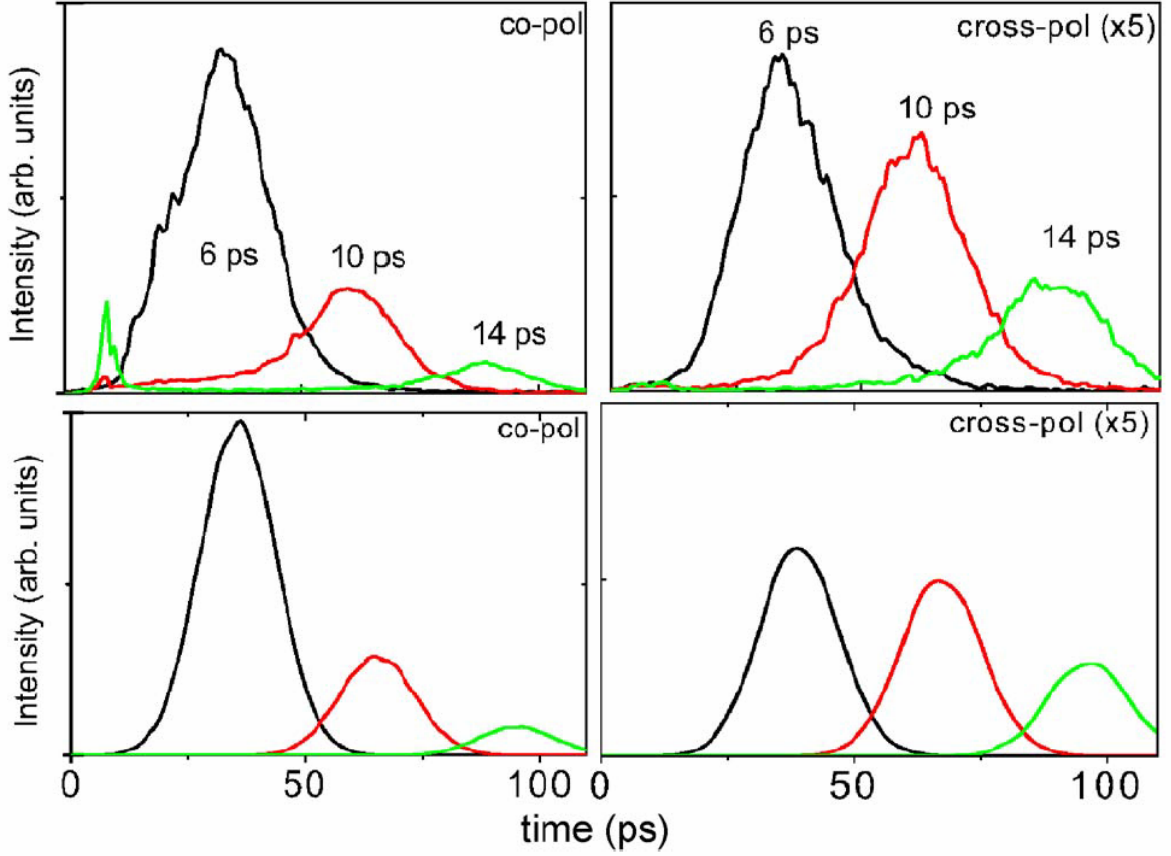 co-pol
cross-pol (x5)
6 ps
10 ps
14 ps
6 ps
10 ps
14 ps
Intensity (arb. units)
co-pol
cross-pol (x5)
Intensity (arb. units)
0
50
100
0
50
100
time (ps)